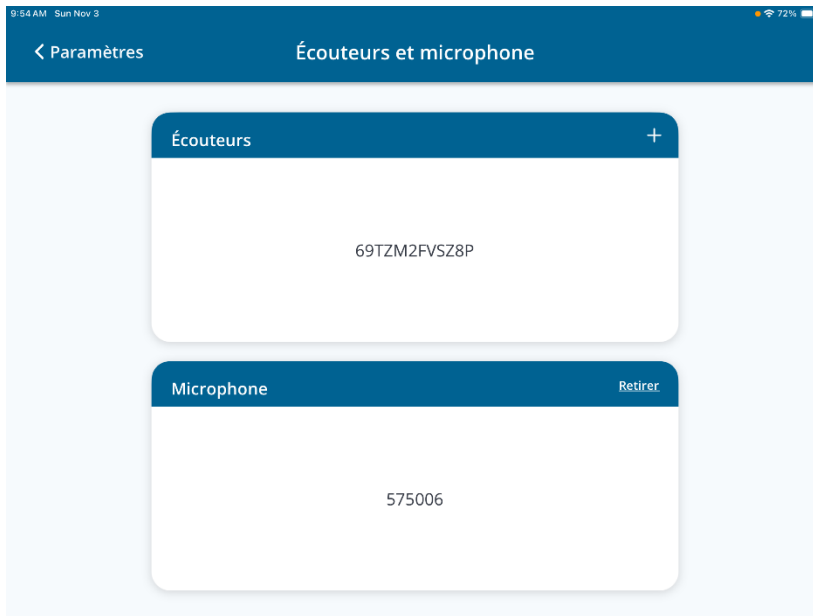 9:54 AM Sun Nov 3
72%
Paramètres
Écouteurs et microphone
Écouteurs
+
69TZM2FVSZ8P
Microphone
Retirer
575006